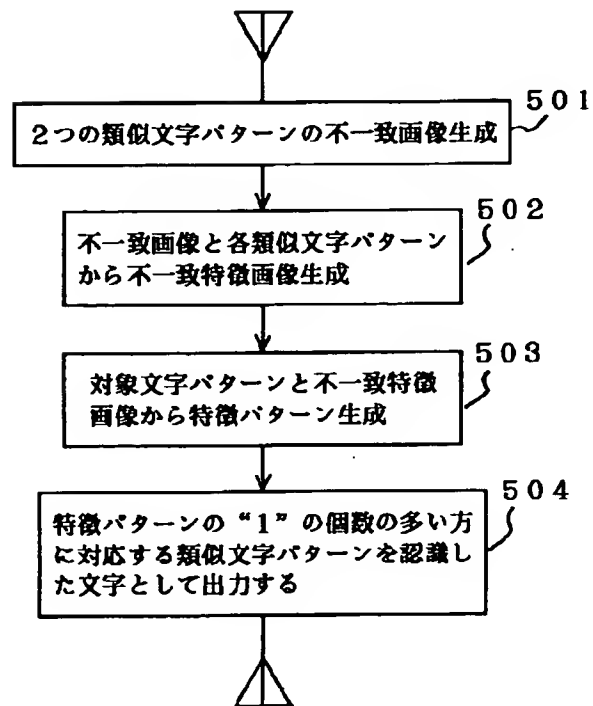 501
2つの類似文字パターンの不一致画像生成
502
不一致画像と各類似文字パターン
から不一致特徴画像生成
503
対象文字パターンと不一致特徴
画像から特徴パターン生成
504
特徴パターンの“1”の個数の多い方
に対応する類似文字パターンを認識し
た文字として出力する